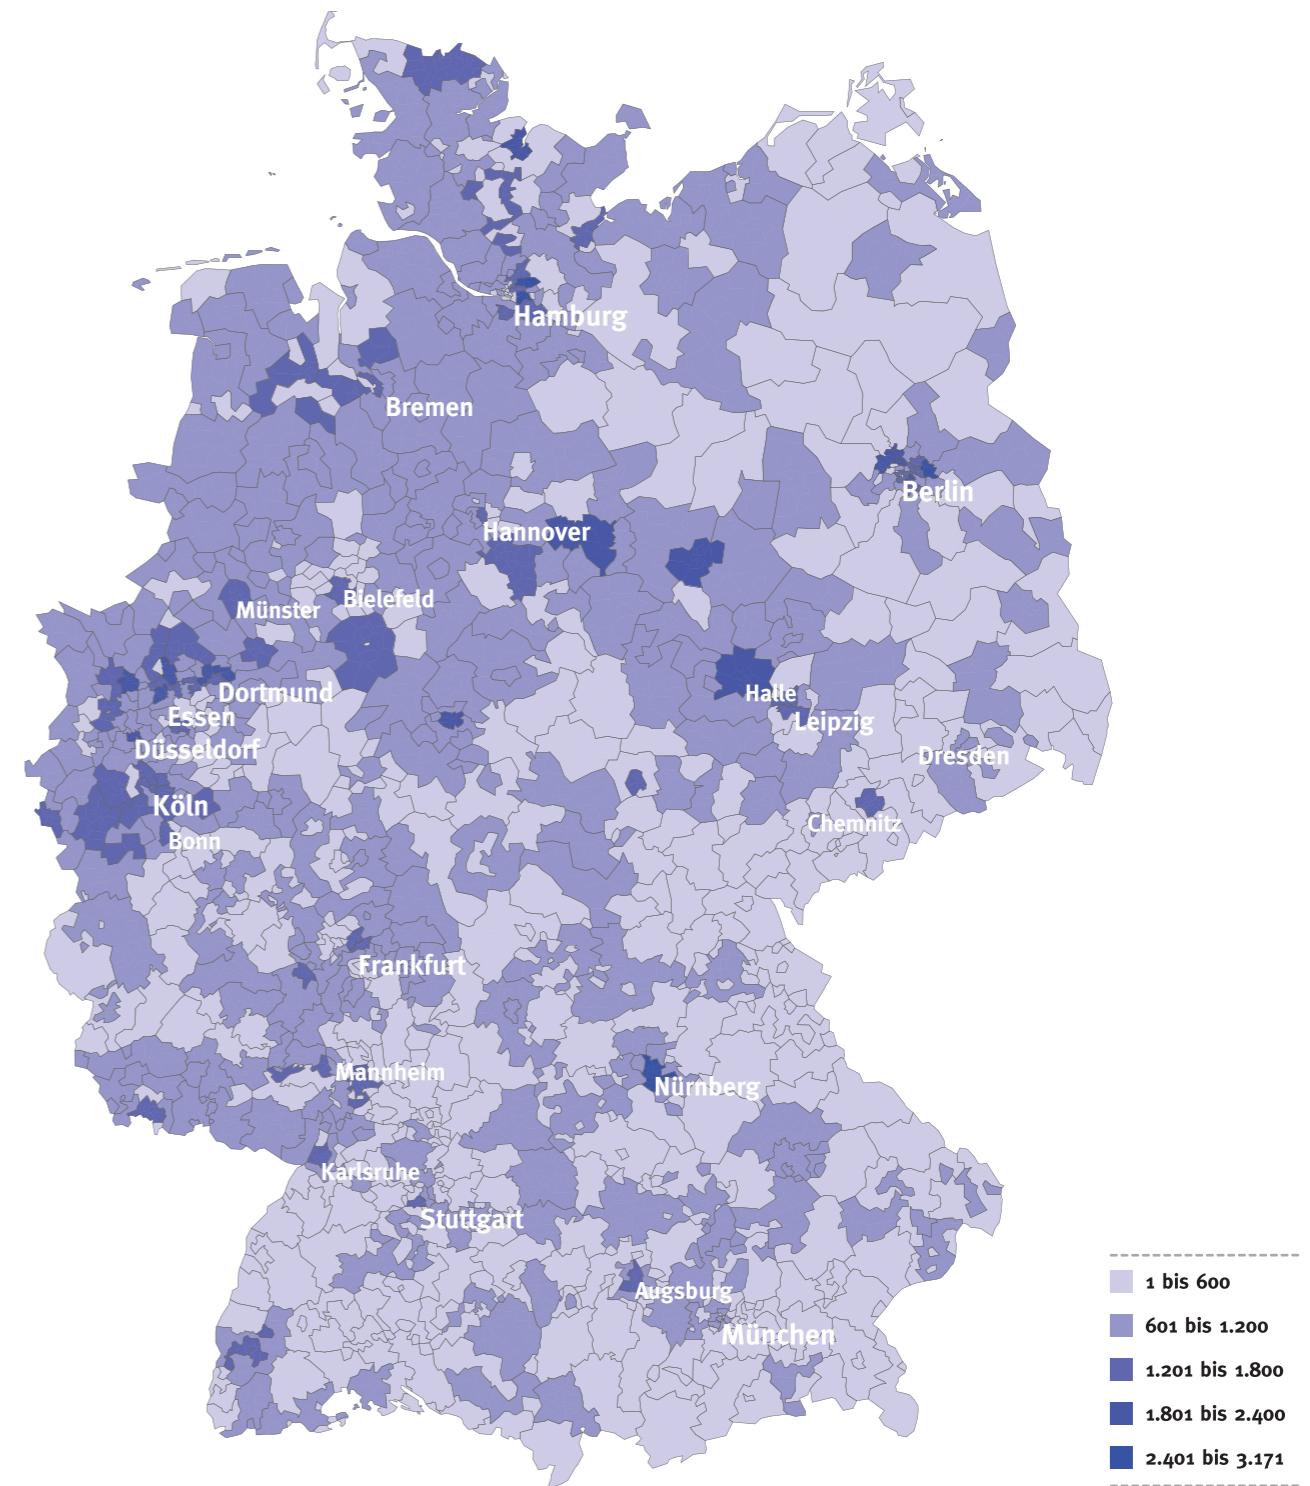 Hamburg
Bremen
Berlin
Hannover
Bielefeld
Münster
Dortmund
Halle
Essen
Leipzig
Düsseldorf
Dresden
Köln
Chemnitz
Bonn
Frankfurt
Mannheim
Nürnberg
Karlsruhe
Stuttgart
Augsburg
München
1 bis 600
601 bis 1.200
1.201 bis 1.800
1.801 bis 2.400
2.401 bis 3.171